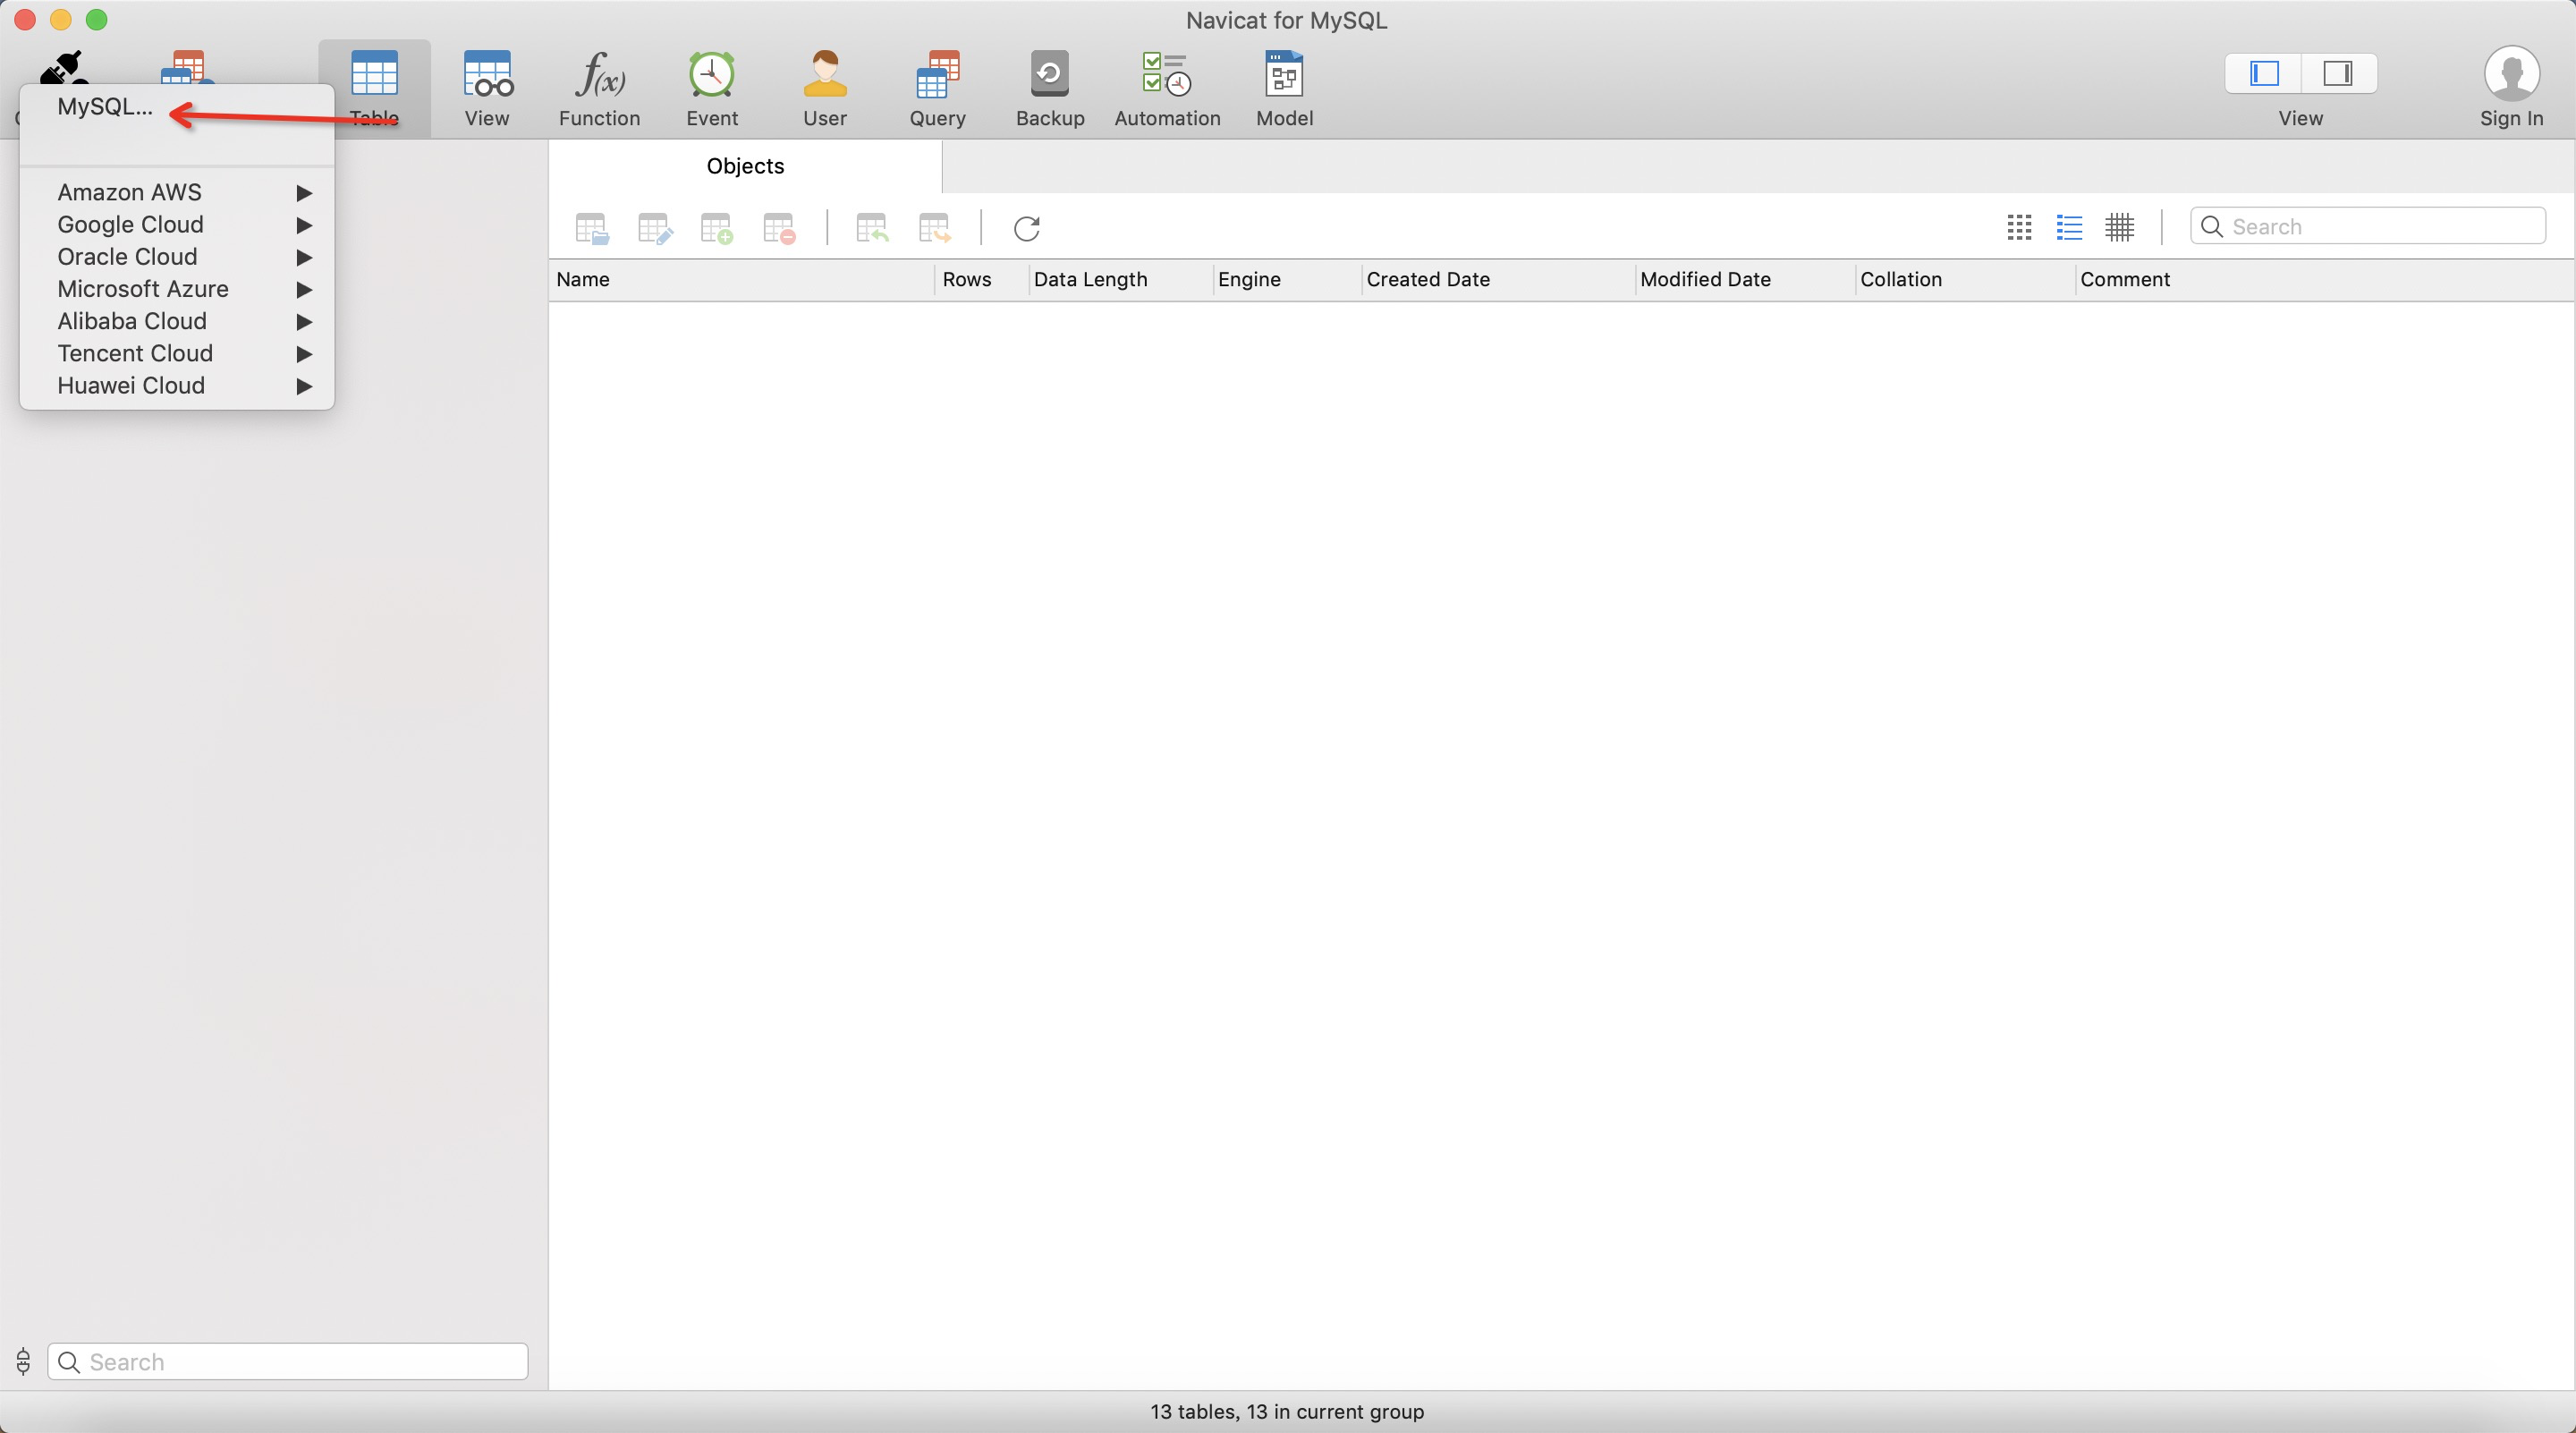 Navicat for MySQL
MySQL...
Table
View
Function
Event
User
Query
Backup
Automation
Model
View
Sign In
Amazon AWS
Google Cloud
Oracle Cloud
Microsoft Azure
Alibaba Cloud
Tencent Cloud
Huawei Cloud
Objects
Search
Name Rows Data Length Engine Created Date Modified Date Collation Comment
Search
13 tables, 13 in current group